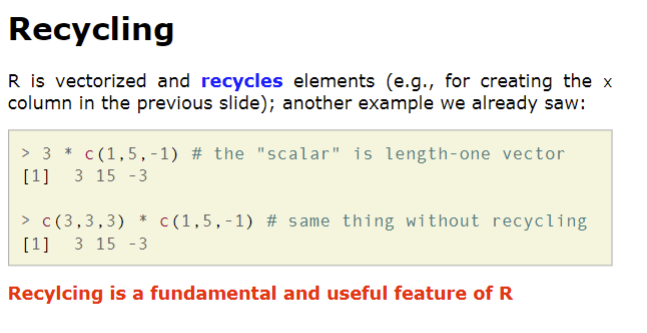 Recycling
R is vectorized and recycles elements (e.g., for creating the x
column in the previous slide); another example we already saw:
> 3 * c(1,5,-1) # the "scalar" is length-one vector
[1]  3 15 -3
> c(3,3,3) * c(1,5,-1) # same thing without recycling
[1]  3 15 -3
Recylcing is a fundamental and useful feature of R